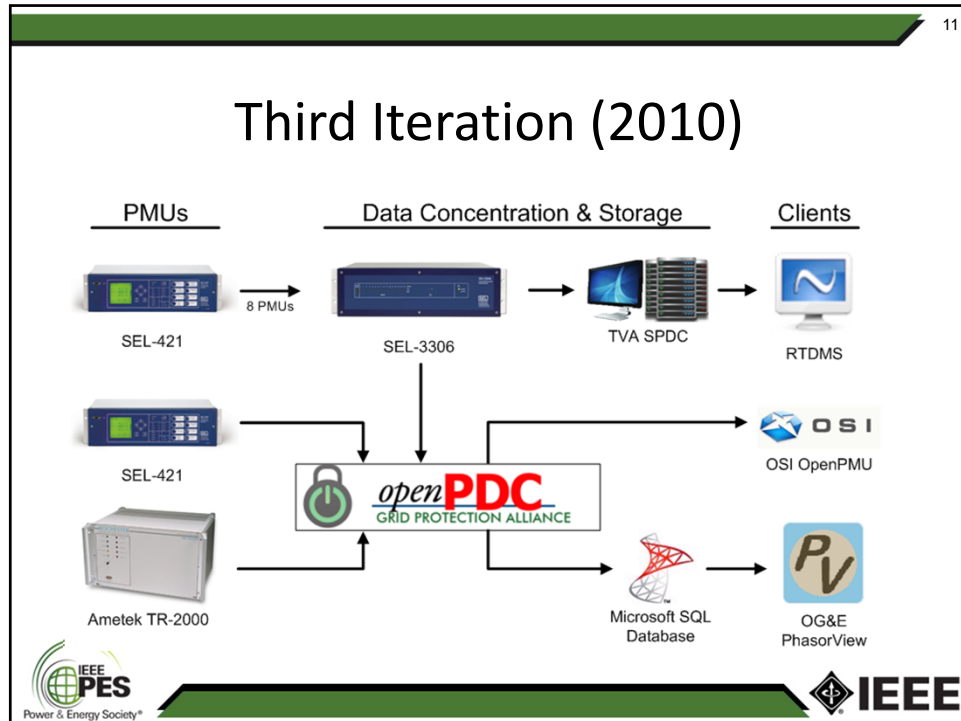 11
Third Iteration (2010)
PMUs
Data Concentration & Storage
Clients
8 PMUs
SEL-421
SEL-3306
TVA SPDC
RTDMS
SEL-421
openPDC
GRID PROTECTION ALLIANCE
OSI
OSI OpenPMU
Ametek TR-2000
Microsoft SQL
Database
PV
OG&E
PhasorView
IEEE
PES
Power & Energy Society®
IEEE